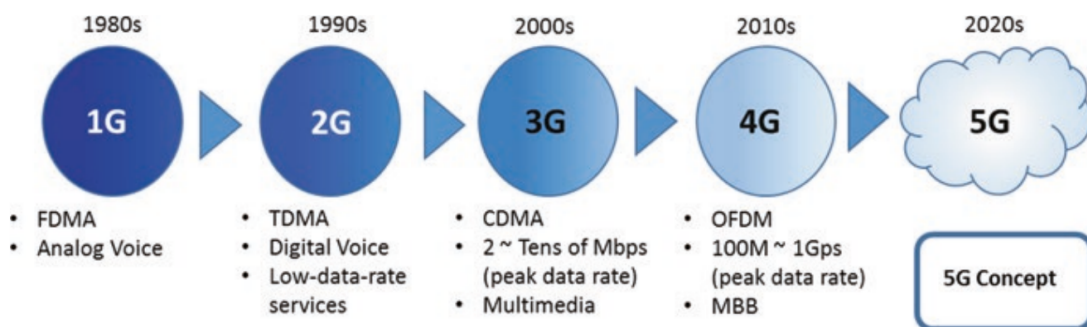 1980s
1990s
2000s
2010s
2020s
1G
2G
3G
4G
5G
• FDMA
• Analog Voice
• TDMA
• Digital Voice
• Low-data-rate
services
• CDMA
• 2 ~ Tens of Mbps
(peak data rate)
• Multimedia
• OFDM
• 100M ~ 1Gps
(peak data rate)
• MBB
5G Concept